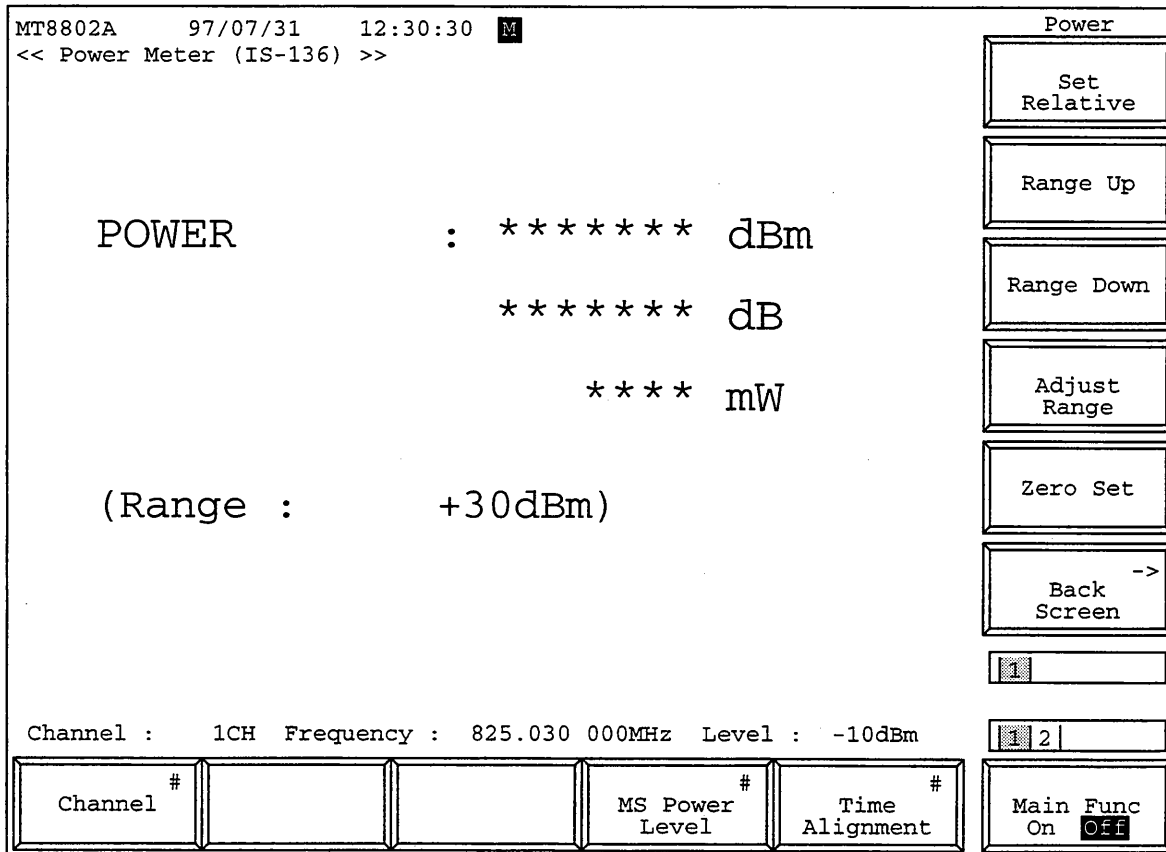 MT8802A 97/07/31 12:30:30 M
<< Power Meter (IS-136) >>
POWER : ******* dBm
******* dB
**** mW
(Range : +30dBm)
Channel : 1CH Frequency : 825.030 000MHz Level : -10dBm
Channel #
MS Power #
Level
Time #
Alignment
Power
Set
Relative
Range Up
Range Down
Adjust
Range
Zero Set
->
Back
Screen
1
1 2
Main Func
On Off